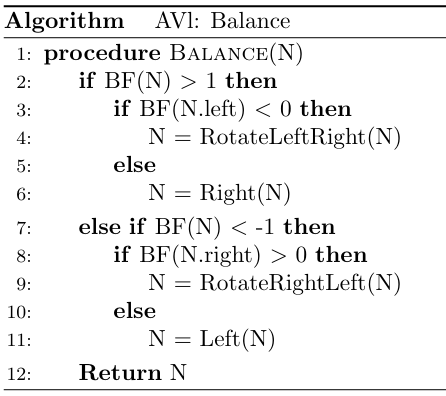 Algorithm AVl: Balance
1: procedure BALANCE(N)
2: if BF(N) > 1 then
3: if BF(N.left) < 0 then
4: N = RotateLeftRight(N)
5: else
6: N = Right(N)
7: else if BF(N) < -1 then
8: if BF(N.right) > 0 then
9: N = RotateRightLeft(N)
10: else
11: N = Left(N)
12: Return N